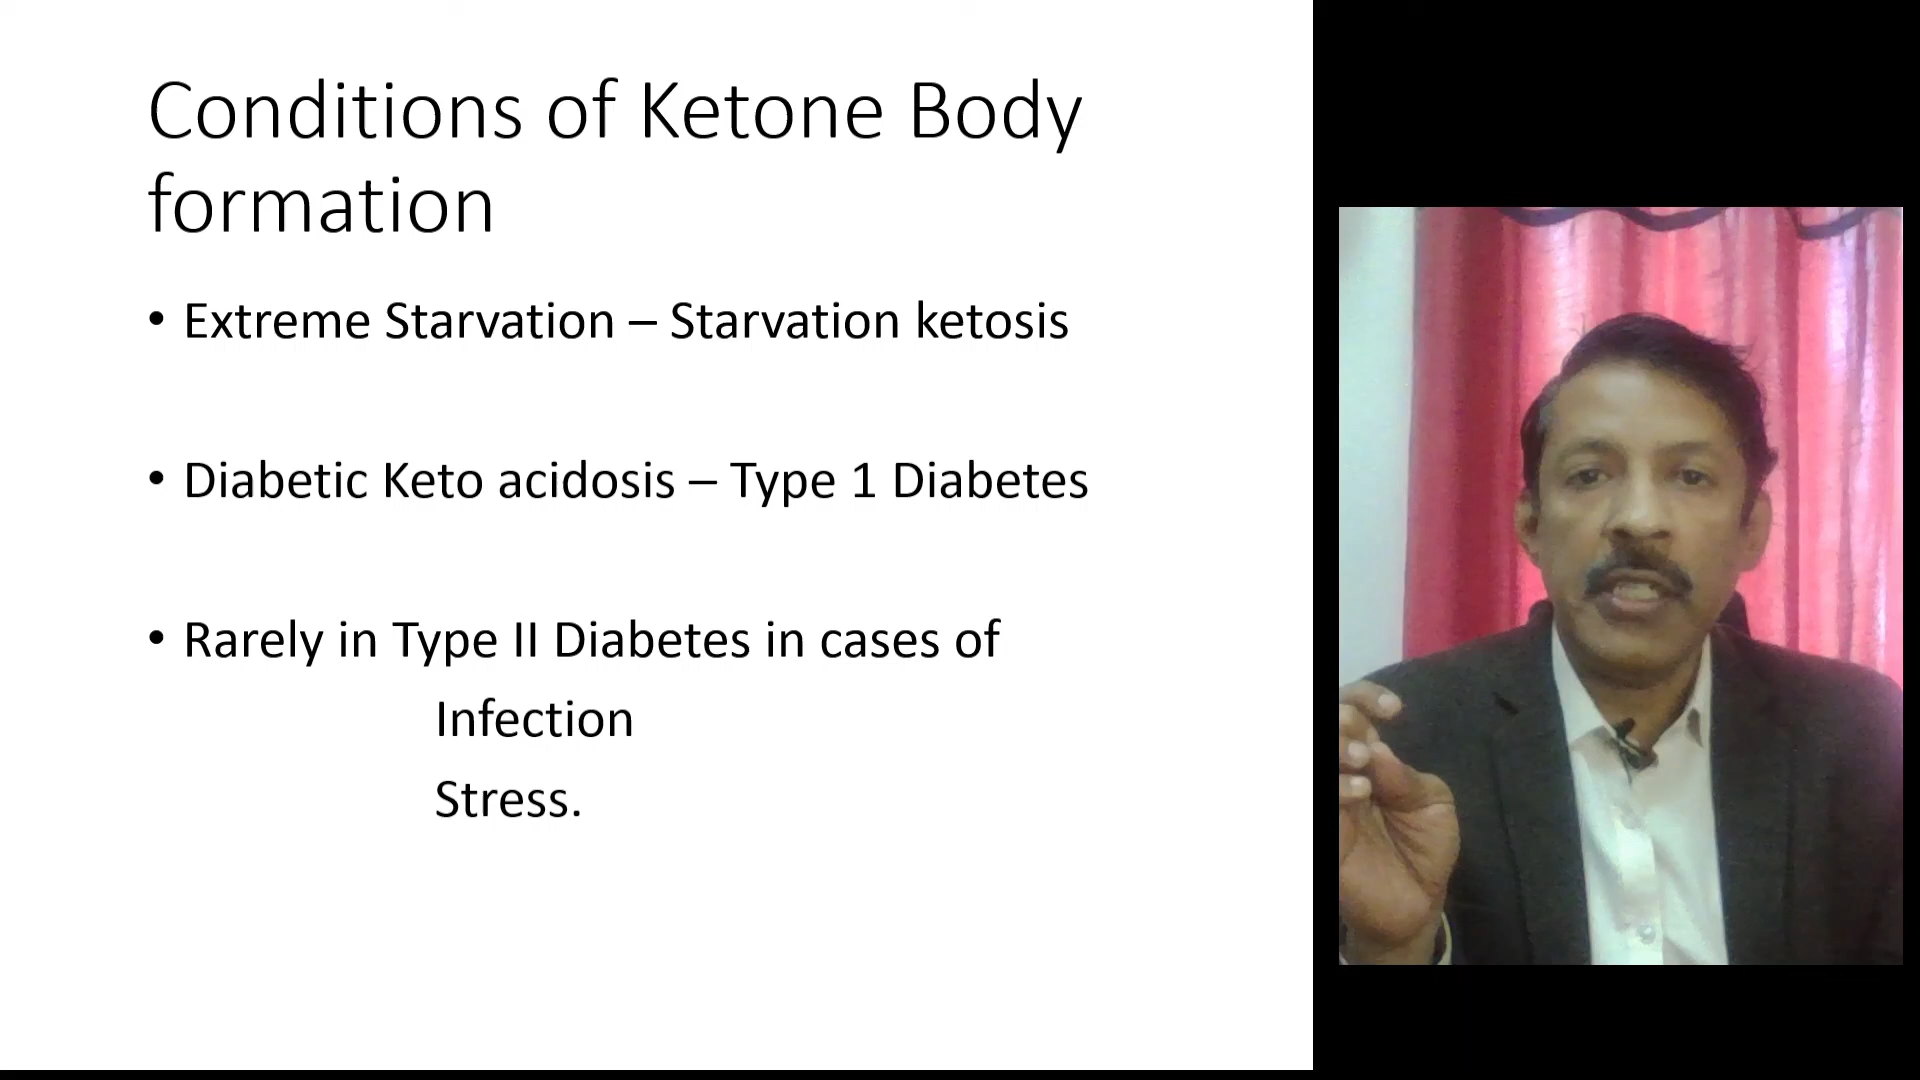 Conditions of Ketone Body
formation
• Extreme Starvation – Starvation ketosis
• Diabetic Keto acidosis – Type 1 Diabetes
• Rarely in Type II Diabetes in cases of
Infection
Stress.